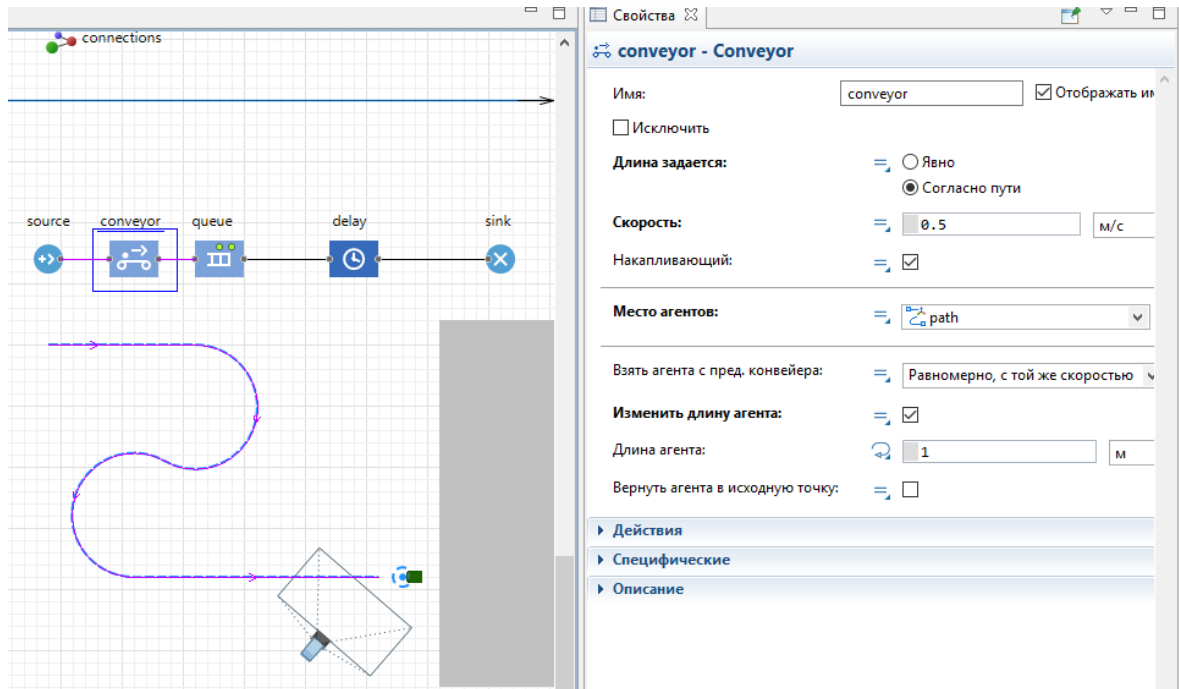 connections
source
conveyor
queue
delay
sink
Свойства
conveyor - Conveyor
Имя:
conveyor
Отображать им
Исключить
Длина задается:
Явно
Согласно пути
Скорость:
0.5
м/с
Накапливающий:
Место агентов:
path
Взять агента с пред. конвейера:
Равномерно, с той же скоростью
Изменить длину агента:
Длина агента:
1
м
Вернуть агента в исходную точку:
Действия
Специфические
Описание